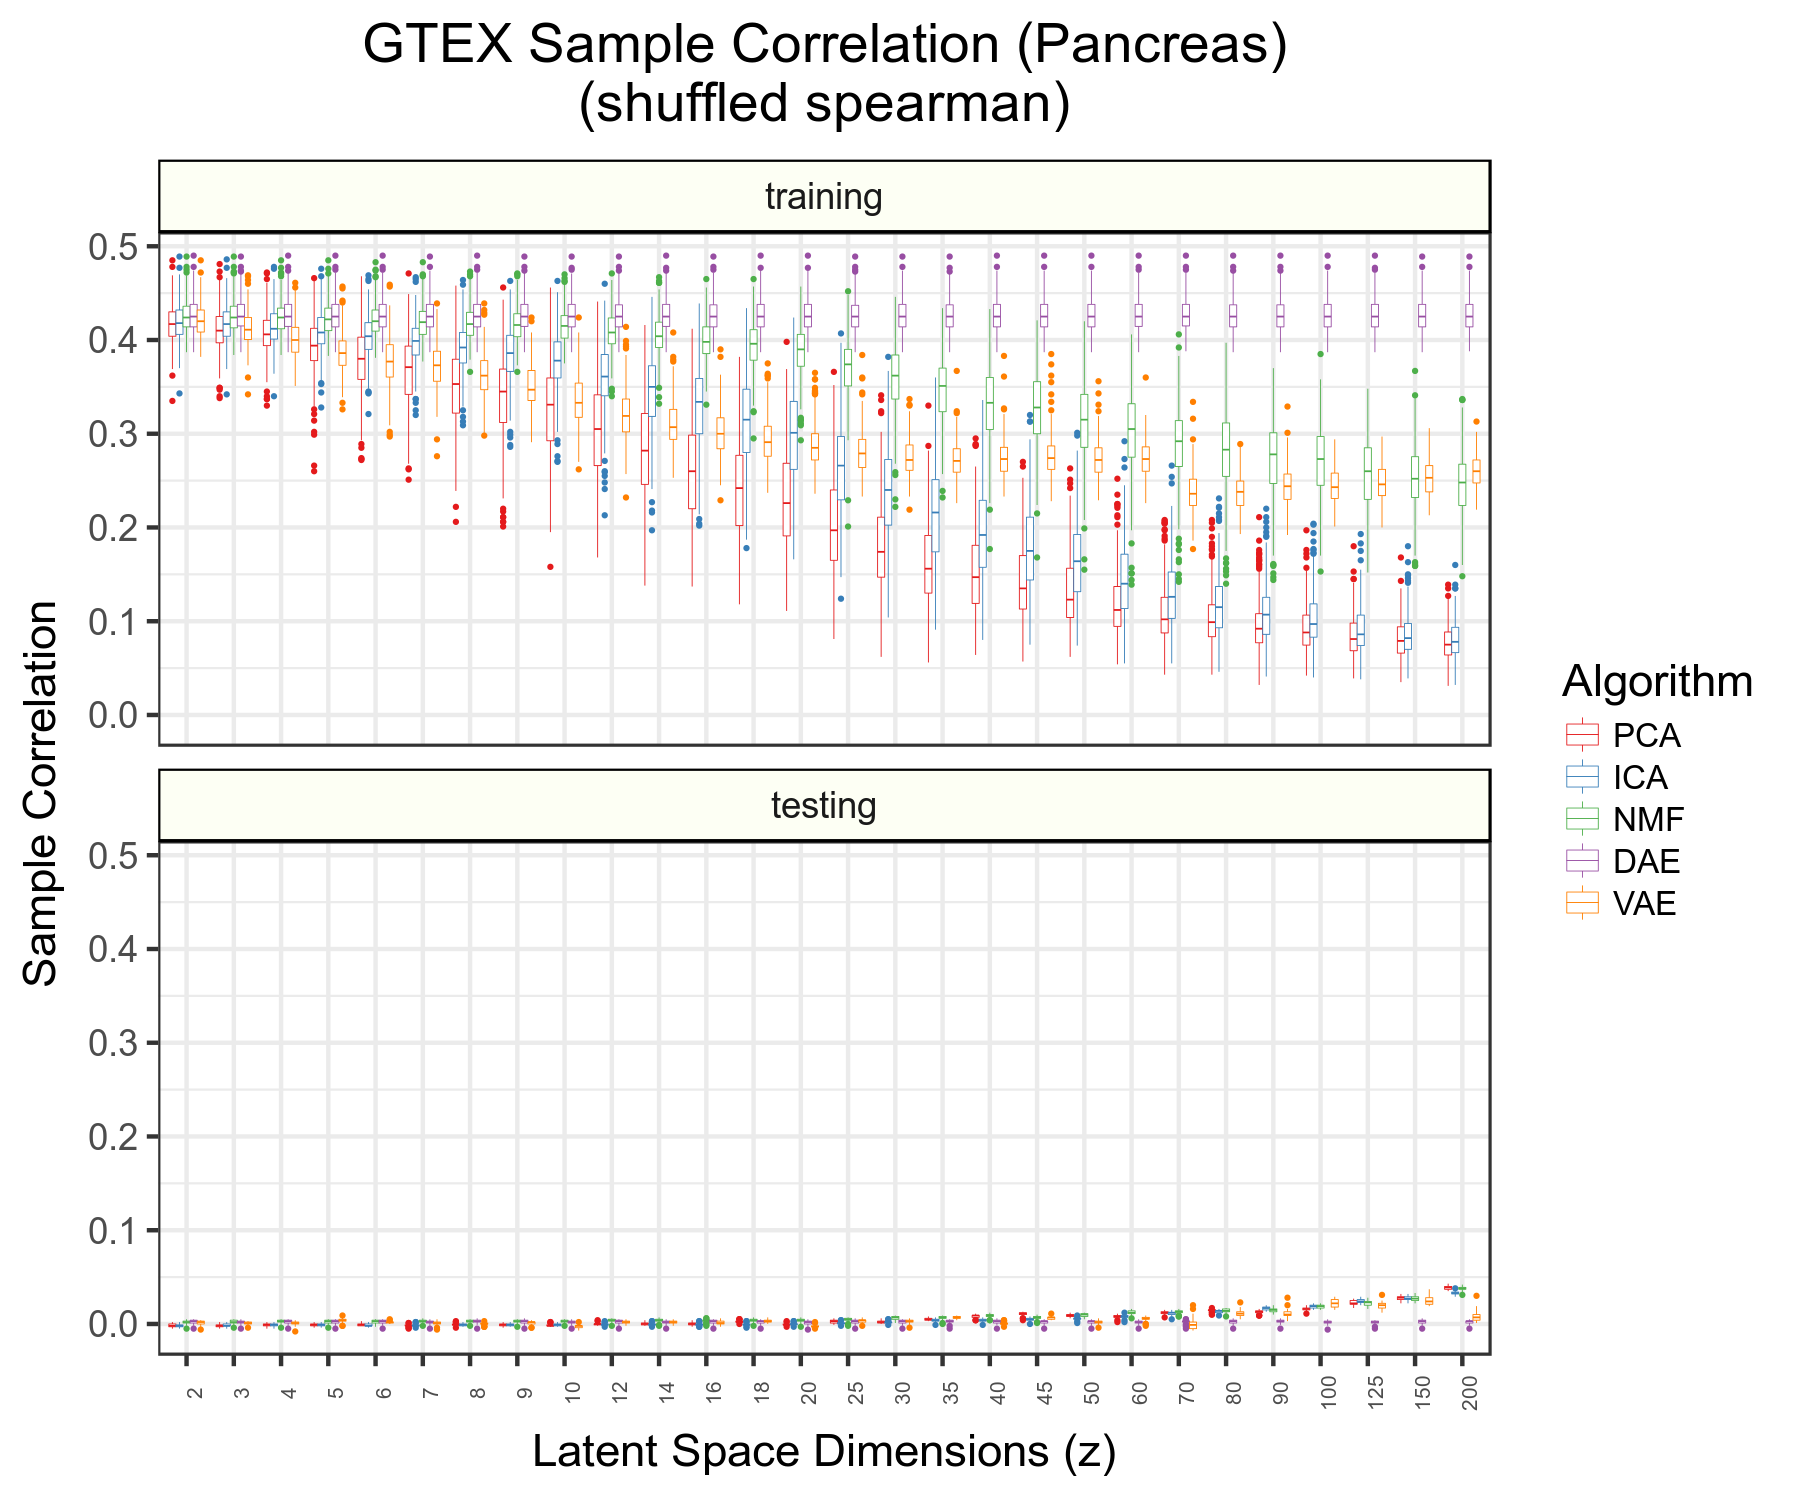 GTEX Sample Correlation (Pancreas)
(shuffled spearman)
training
0.5
0.4
0.3
0.2
0.1
0.0
testing
0.5
0.4
0.3
0.2
0.1
0.0
Sample Correlation
2 3 4 5 6 7 8 9 10 12 14 16 18 20 25 30 35 40 45 50 60 70 80 90 100 125 150 200
Latent Space Dimensions (z)
Algorithm
PCA
ICA
NMF
DAE
VAE